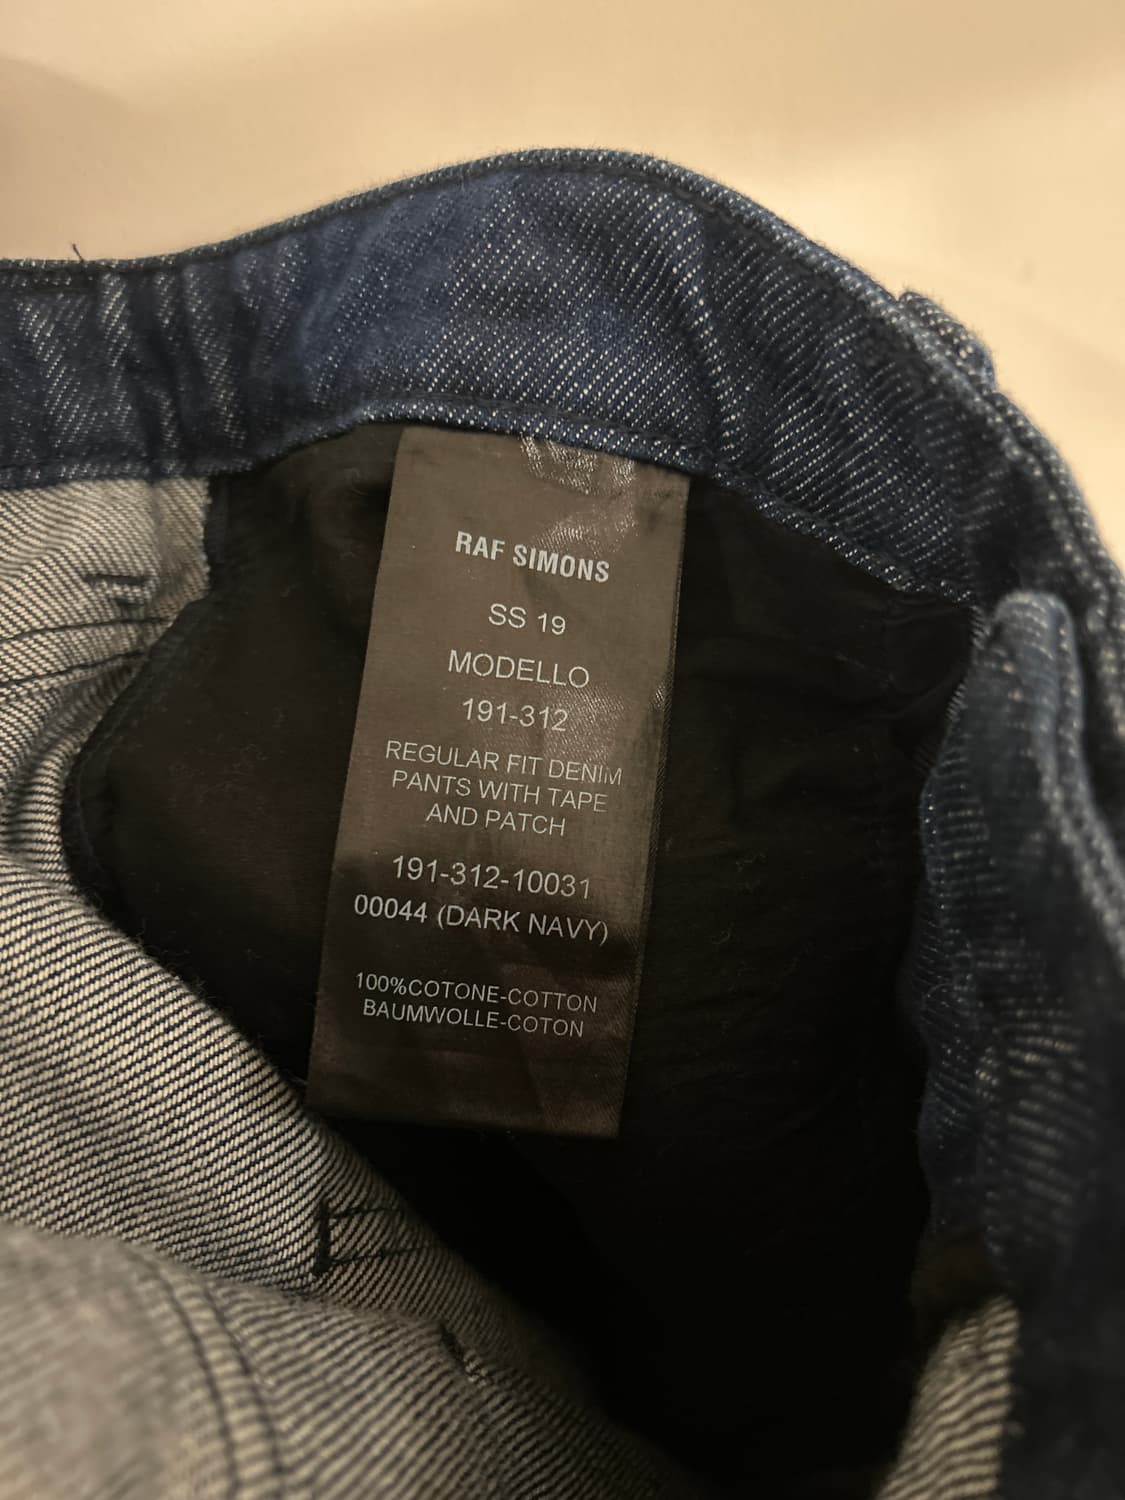 RAF SIMONS
SS 19
MODELLO
191-312
REGULAR FIT DENIM
PANTS WITH TAPE
AND PATCH
191-312-10031
00044 (DARK NAVY)
100%COTONE-COTTON
BAUMWOLLE-COTON